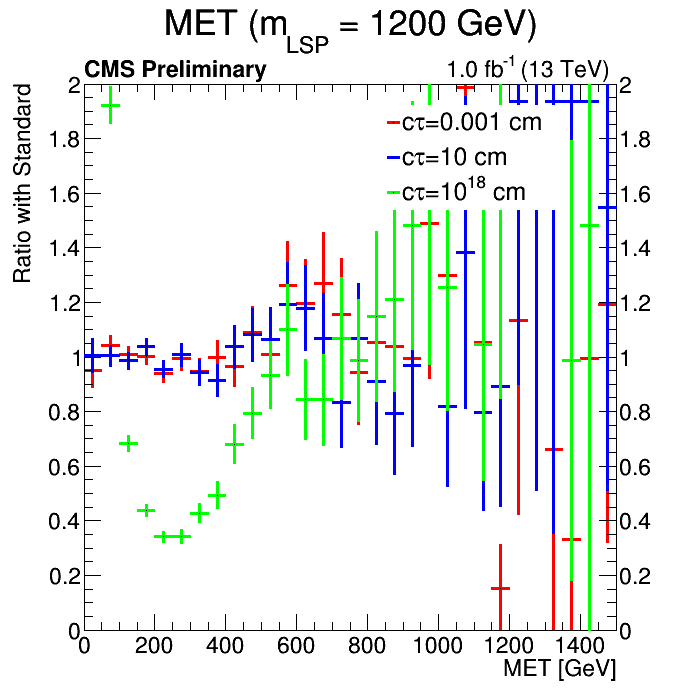 MET (m_LSP = 1200 GeV)
CMS Preliminary 1.0 fb⁻¹ (13 TeV)
Ratio with Standard
2 2
1.8 1.8
1.6 1.6
1.4 1.4
1.2 1.2
1 1
0.8 0.8
0.6 0.6
0.4 0.4
0.2 0.2
0 0
cτ=0.001 cm
cτ=10 cm
cτ=10¹⁸ cm
0 200 400 600 800 1000 1200 1400
MET [GeV]